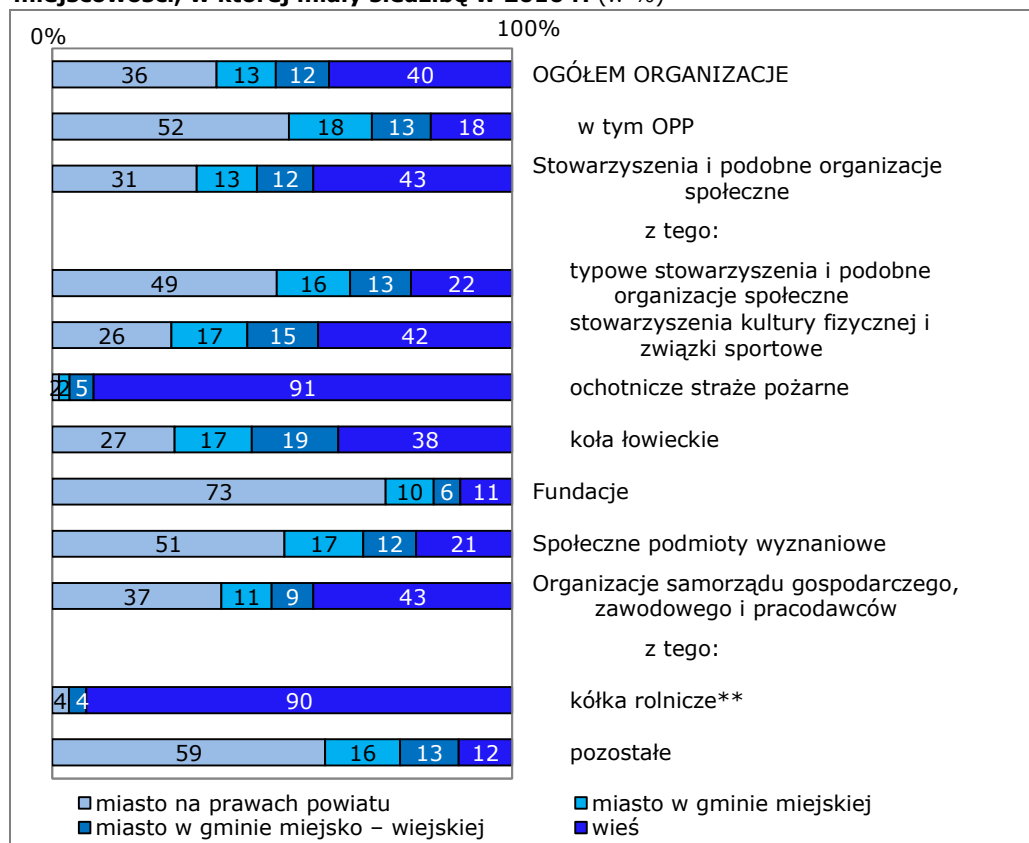 0% 100%
36 13 12 40 OGÓŁEM ORGANIZACJE
52 18 13 18 w tym OPP
31 13 12 43 Stowarzyszenia i podobne organizacje
społeczne
z tego:
49 16 13 22 typowe stowarzyszenia i podobne
organizacje społeczne
26 17 15 42 stowarzyszenia kultury fizycznej i
związki sportowe
2 2 5 91 ochotnicze straże pożarne
27 17 19 38 koła łowieckie
73 10 6 11 Fundacje
51 17 12 21 Społeczne podmioty wyznaniowe
37 11 9 43 Organizacje samorządu gospodarczego,
zawodowego i pracodawców
z tego:
4 4 90 kółka rolnicze**
59 16 13 12 pozostałe
miasto na prawach powiatu miasto w gminie miejskiej
miasto w gminie miejsko – wiejskiej wieś